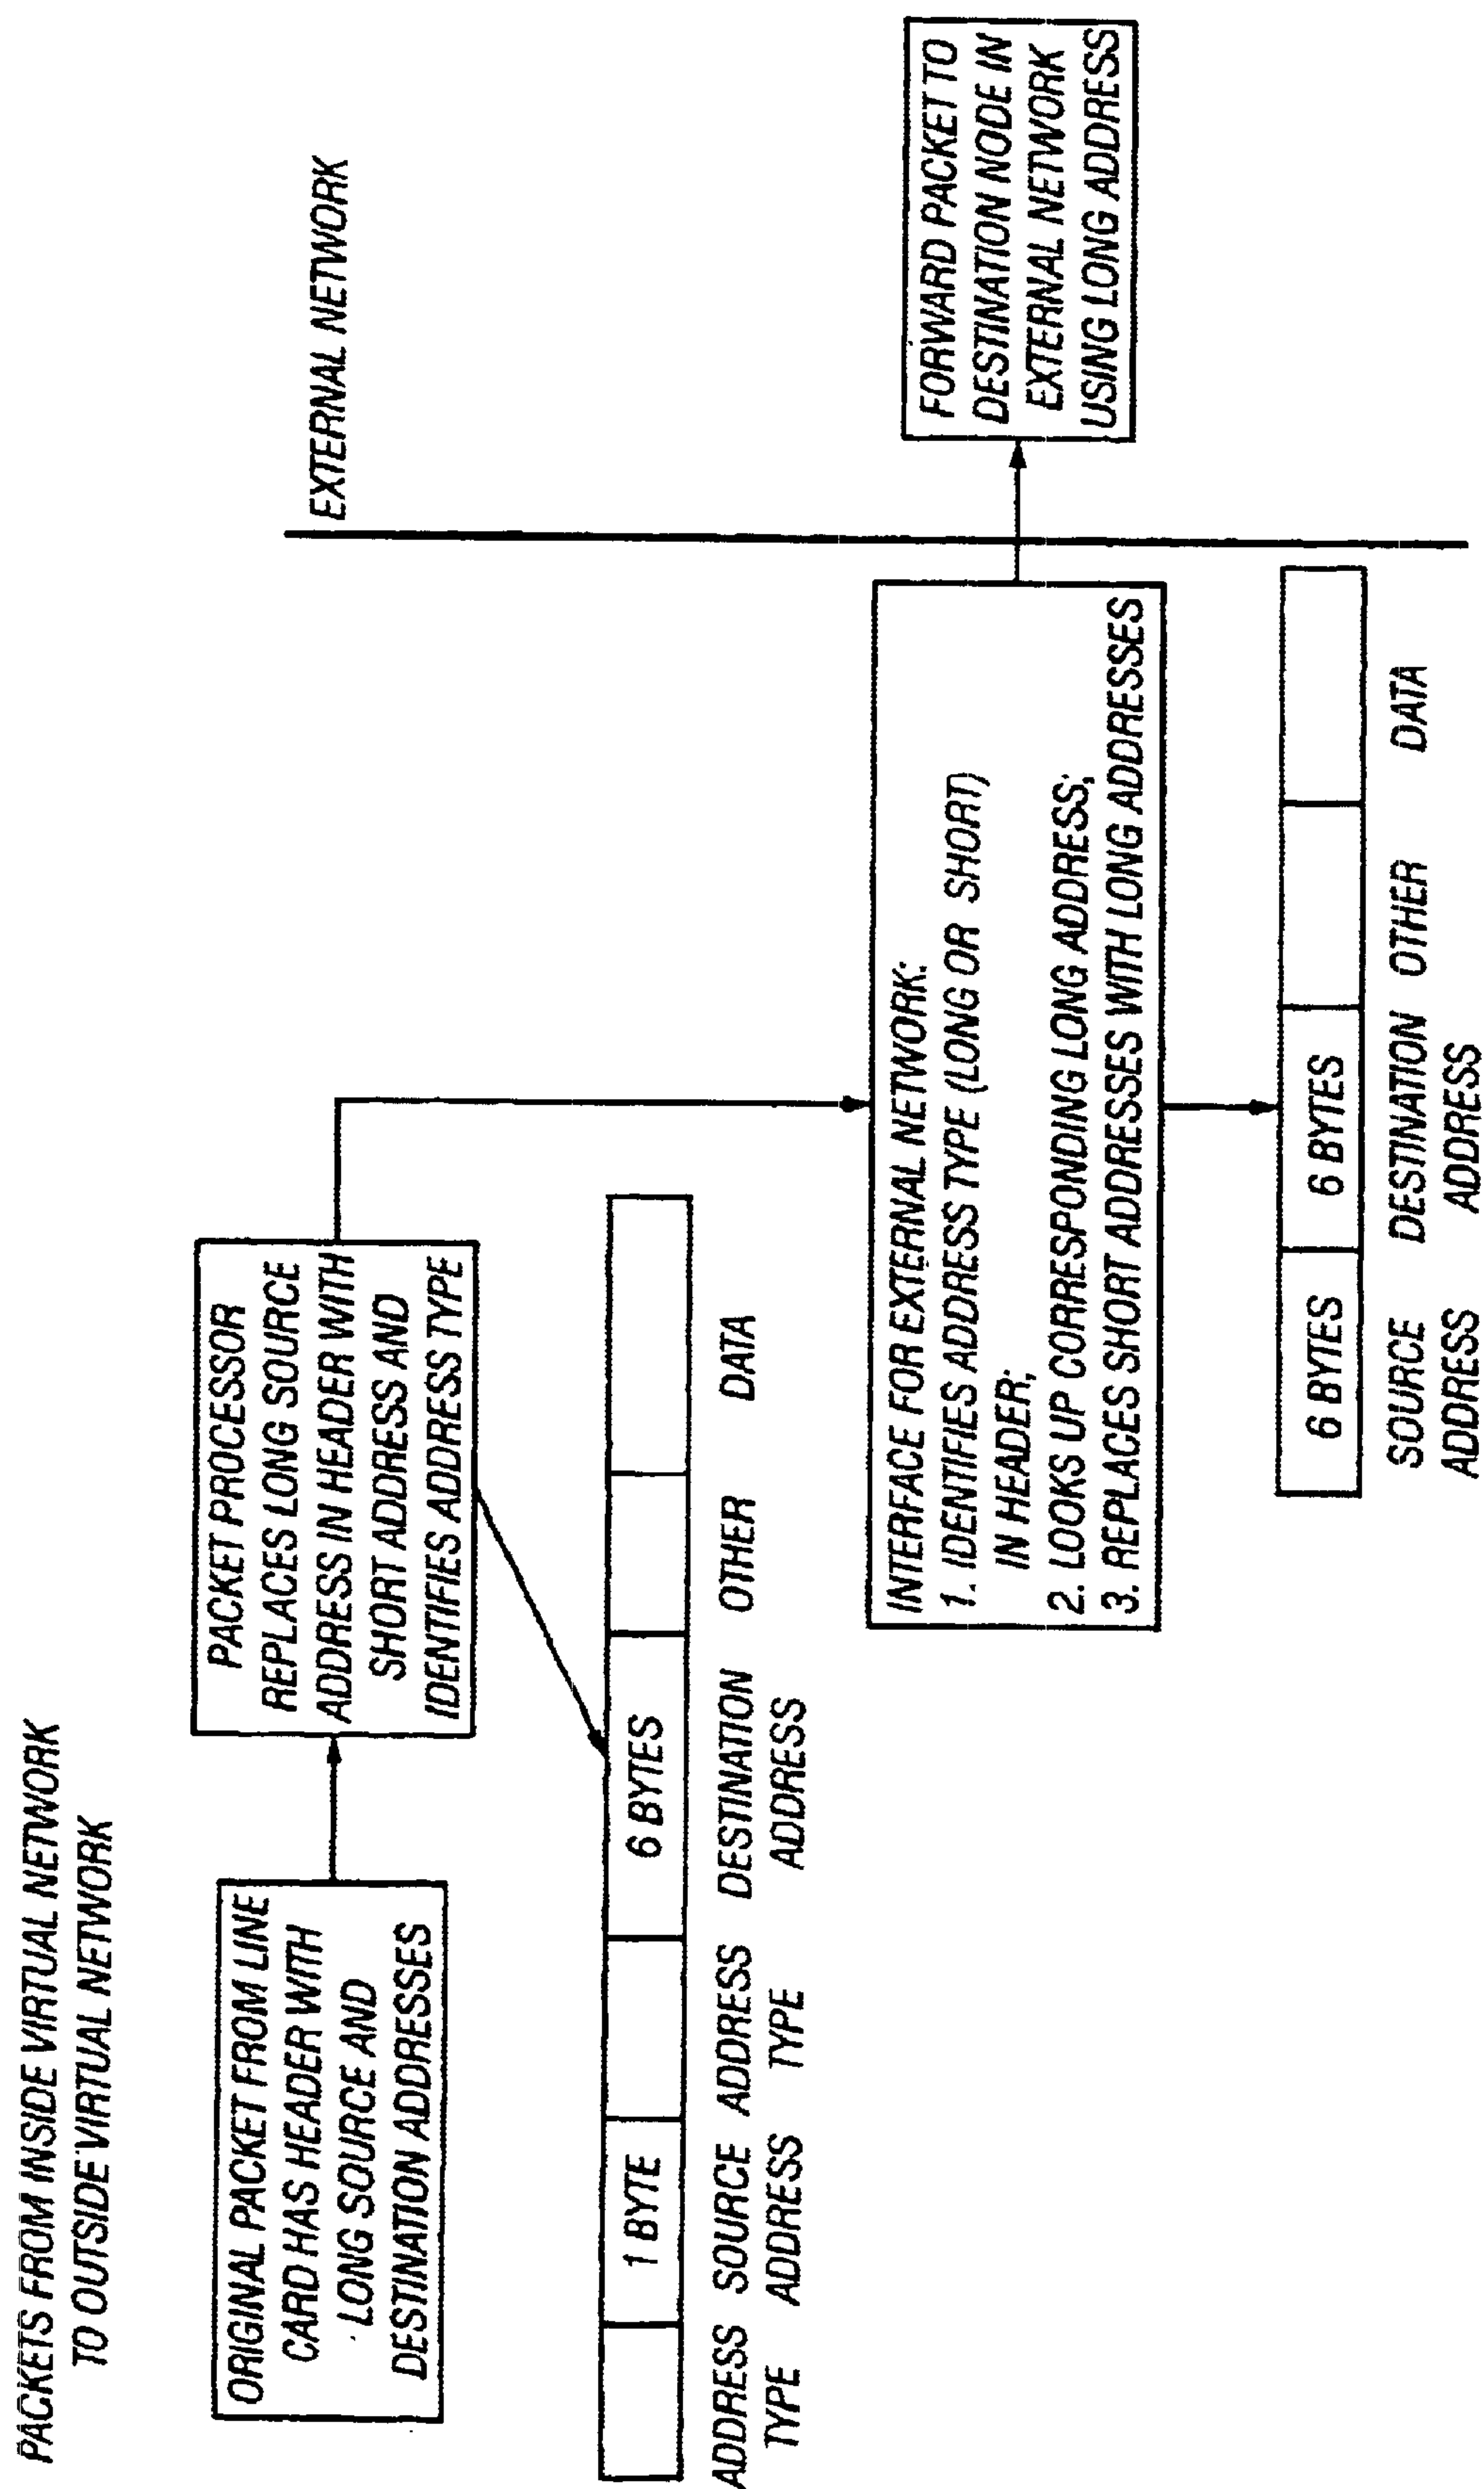 PACKETS FROM INSIDE VIRTUAL NETWORK
TO OUTSIDE VIRTUAL NETWORK
EXTERNAL NETWORK
ORIGINAL PACKET FROM LINE
CARD HAS HEADER WITH
LONG SOURCE AND
DESTINATION ADDRESSES
PACKET PROCESSOR
REPLACES LONG SOURCE
ADDRESS IN HEADER WITH
SHORT ADDRESS AND
IDENTIFIES ADDRESS TYPE
1 BYTE 6 BYTES
ADDRESS SOURCE ADDRESS DESTINATION OTHER DATA
TYPE ADDRESS TYPE ADDRESS
INTERFACE FOR EXTERNAL NETWORK:
1. IDENTIFIES ADDRESS TYPE (LONG OR SHORT)
IN HEADER;
2. LOOKS UP CORRESPONDING LONG ADDRESS;
3. REPLACES SHORT ADDRESSES WITH LONG ADDRESSES
FORWARD PACKET TO
DESTINATION NODE IN
EXTERNAL NETWORK
USING LONG ADDRESS
6 BYTES 6 BYTES
SOURCE DESTINATION OTHER DATA
ADDRESS ADDRESS